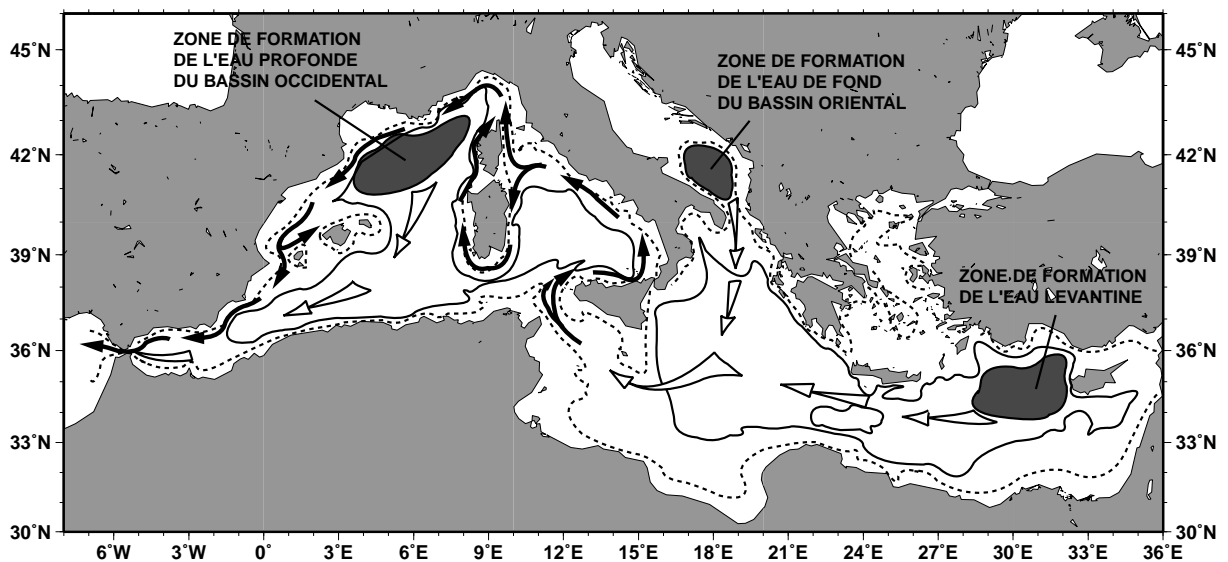 ZONE DE FORMATION
DE L'EAU PROFONDE
DU BASSIN OCCIDENTAL
ZONE DE FORMATION
DE L'EAU DE FOND
DU BASSIN ORIENTAL
ZONE DE FORMATION
DE L'EAU LEVANTINE
45˚N
42˚N
39˚N
36˚N
33˚N
30˚N
45˚N
42˚N
39˚N
36˚N
33˚N
30˚N
6˚W 3˚W 0˚ 3˚E 6˚E 9˚E 12˚E 15˚E 18˚E 21˚E 24˚E 27˚E 30˚E 33˚E 36˚E